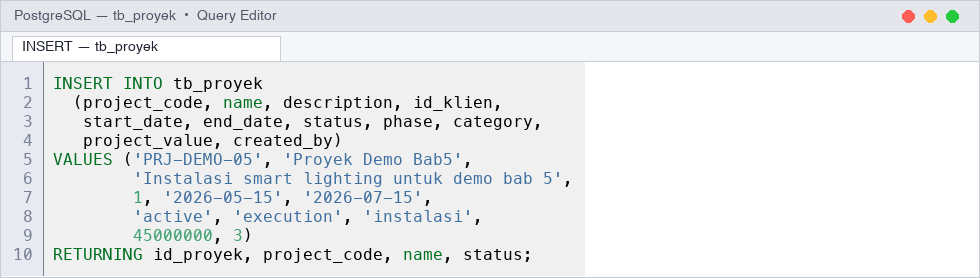 PostgreSQL — tb_proyek • Query Editor
INSERT — tb_proyek
1 INSERT INTO tb_proyek
2 (project_code, name, description, id_klien,
3 start_date, end_date, status, phase, category,
4 project_value, created_by)
5 VALUES ('PRJ-DEMO-05', 'Proyek Demo Bab5',
6 'Instalasi smart lighting untuk demo bab 5',
7 1, '2026-05-15', '2026-07-15',
8 'active', 'execution', 'instalasi',
9 45000000, 3)
10 RETURNING id_proyek, project_code, name, status;